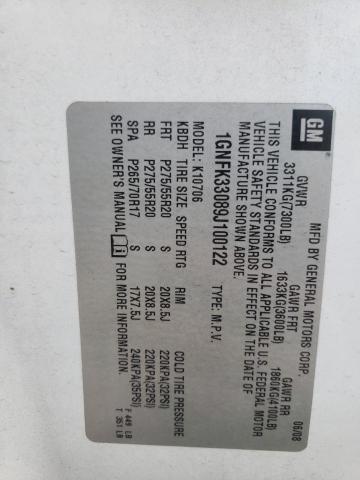 GM
MFD BY GENERAL MOTORS CORP. 06/08
GVWR GAWR FRT GAWR RR
3311KG(7300LB) 1633KG(3600LB) 1860KG(4100LB)
THIS VEHICLE CONFORMS TO ALL APPLICABLE U.S. FEDERAL MOTOR
VEHICLE SAFETY STANDARDS IN EFFECT ON THE DATE OF
MANUFACTURE SHOWN ABOVE.
1GNFK33089J100122 TYPE: M.P.V.
MODEL: K10706
KBDH TIRE SIZE SPEED RTG RIM COLD TIRE PRESSURE
FRT P275/55R20 S 20X8.5J 220KPA(32PSI)
RR P275/55R20 S 20X8.5J 220KPA(32PSI)
SPA P265/70R17 S 17X7.5J 240KPA(35PSI)
SEE OWNER'S MANUAL i FOR MORE INFORMATION.
F 449 LB
T 351 LB